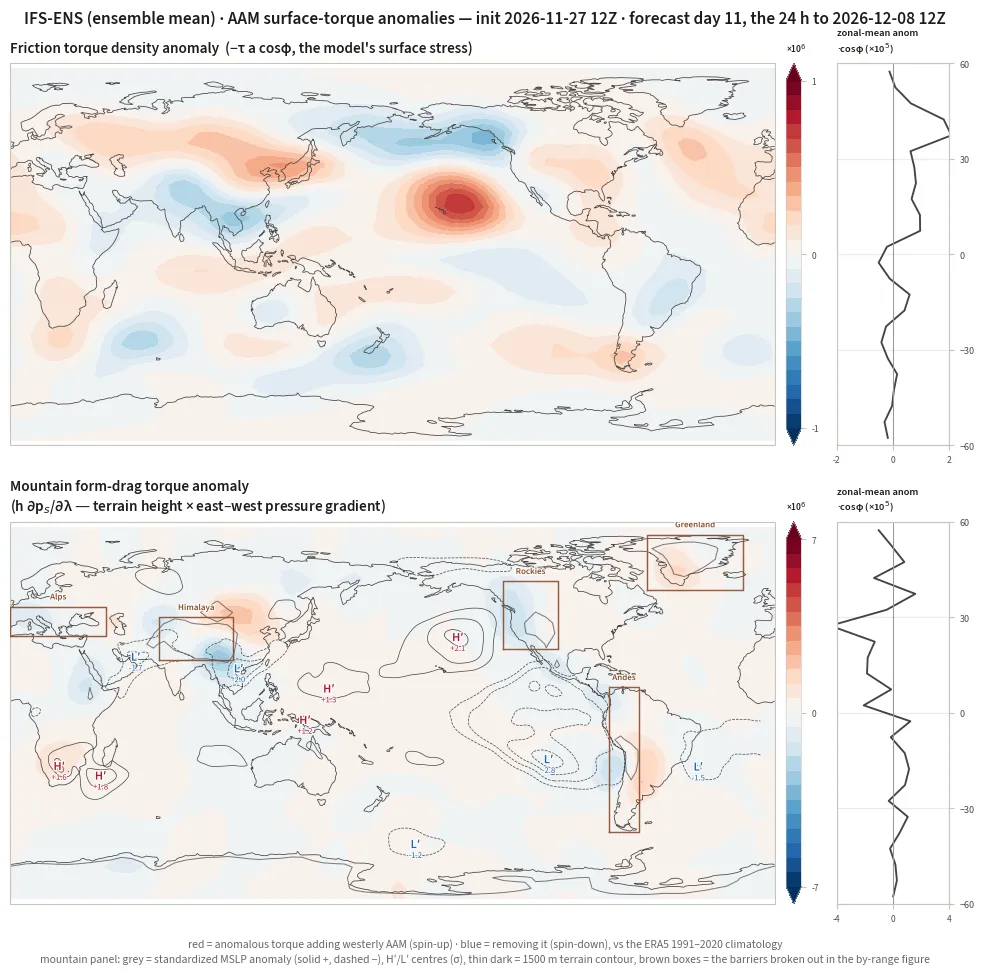 IFS-ENS (ensemble mean) · AAM surface-torque anomalies — init 2026-11-27 12Z · forecast day 11, the 24 h to 2026-12-08 12Z
Friction torque density anomaly (−τ a cosφ, the model's surface stress)
×10⁶
zonal-mean anom
·cosφ (×10⁵)
1
0
-1
60
30
0
−30
−60
-2
0
2
Mountain form-drag torque anomaly
(h ∂pₛ/∂λ — terrain height × east–west pressure gradient)
×10⁶
zonal-mean anom
·cosφ (×10⁵)
Greenland
Rockies
Alps
Himalaya
Andes
H′
+2.1
L′
-1.7
L′
-2.0
H′
+1.3
H′
+1.2
H′
+1.6
H′
+1.8
L′
-2.8
L′
-1.5
L′
-1.2
7
0
-7
60
30
0
−30
−60
-4
0
4
red = anomalous torque adding westerly AAM (spin-up) · blue = removing it (spin-down), vs the ERA5 1991–2020 climatology
mountain panel: grey = standardized MSLP anomaly (solid +, dashed −), H′/L′ centres (σ), thin dark = 1500 m terrain contour, brown boxes = the barriers broken out in the by-range figure